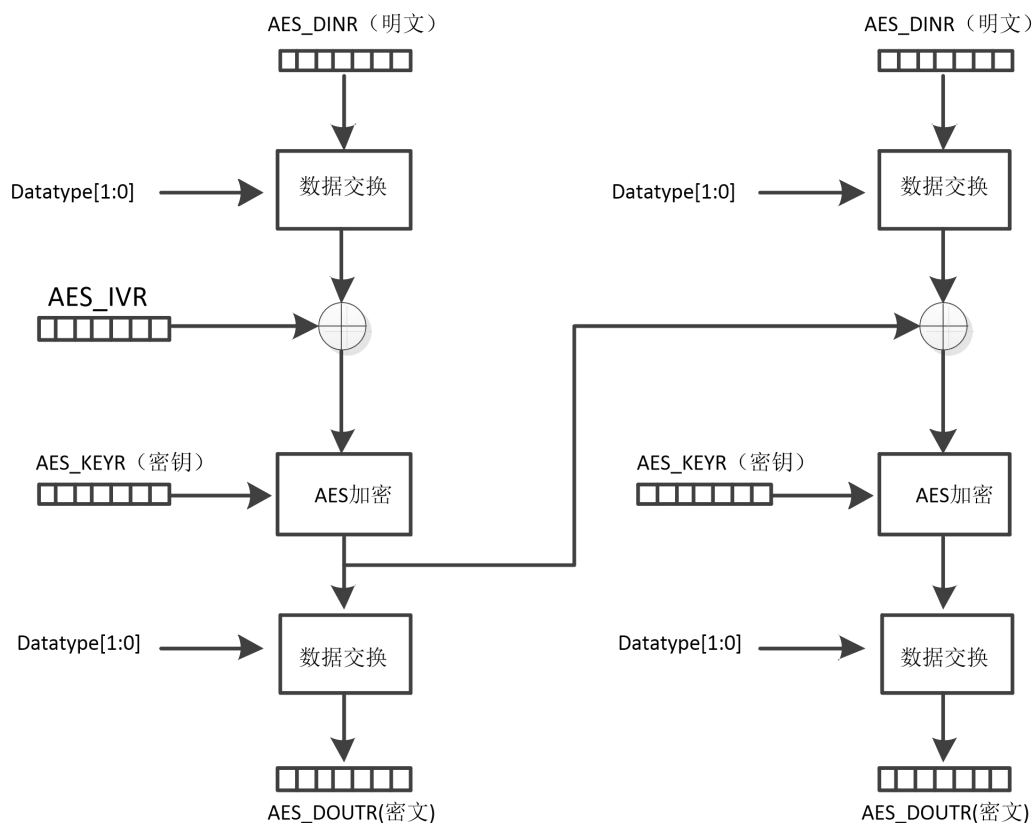 AES_DINR（明文）
AES_DINR（明文）
数据交换
Datatype[1:0]
数据交换
Datatype[1:0]
AES_IVR
AES_KEYR（密钥）
AES加密
AES_KEYR（密钥）
AES加密
Datatype[1:0]
数据交换
Datatype[1:0]
数据交换
AES_DOUTR(密文)
AES_DOUTR(密文)